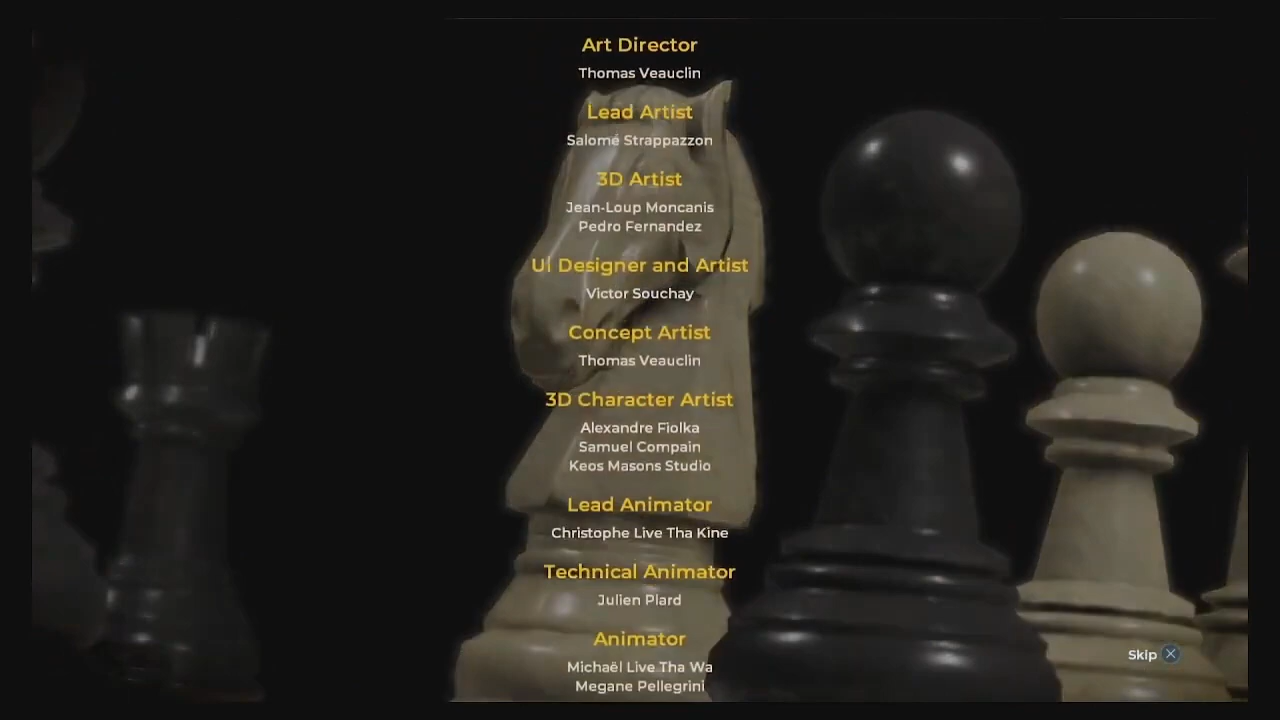 Art Director
Thomas Veauclin
Lead Artist
Salomé Strappazzon
3D Artist
Jean-Loup Moncanis
Pedro Fernandez
UI Designer and Artist
Victor Souchay
Concept Artist
Thomas Veauclin
3D Character Artist
Alexandre Fiolka
Samuel Compain
Keos Masons Studio
Lead Animator
Christophe Live Tha Kine
Technical Animator
Julien Plard
Animator
Michaël Live Tha Wa
Megane Pellegrini
Skip